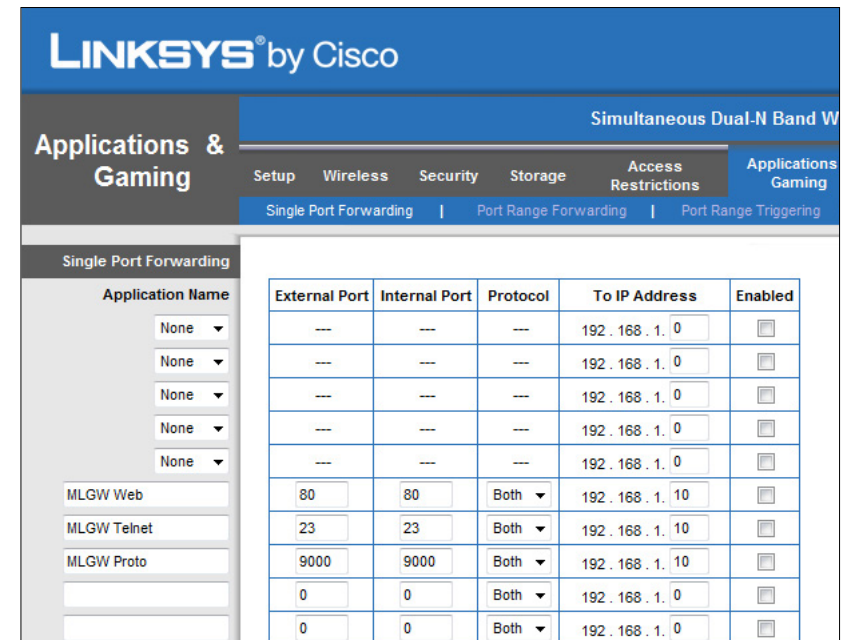 LINKSYS® by Cisco
Simultaneous Dual-N Band W
Applications & Gaming
Setup Wireless Security Storage Access Restrictions Applications Gaming
Single Port Forwarding | Port Range Forwarding | Port Range Triggering
Single Port Forwarding
Application Name External Port Internal Port Protocol To IP Address Enabled
None --- --- --- 192 . 168 . 1. 0
None --- --- --- 192 . 168 . 1. 0
None --- --- --- 192 . 168 . 1. 0
None --- --- --- 192 . 168 . 1. 0
None --- --- --- 192 . 168 . 1. 0
MLGW Web 80 80 Both 192 . 168 . 1. 10
MLGW Telnet 23 23 Both 192 . 168 . 1. 10
MLGW Proto 9000 9000 Both 192 . 168 . 1. 10
0 0 Both 192 . 168 . 1. 0
0 0 Both 192 . 168 . 1. 0